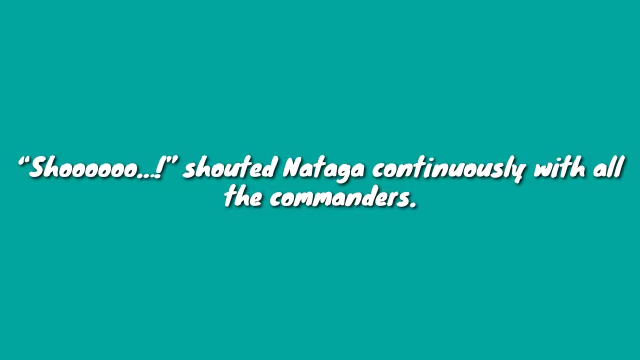 “Shoooooo...!” shouted Nataga continuously with all
the commanders.